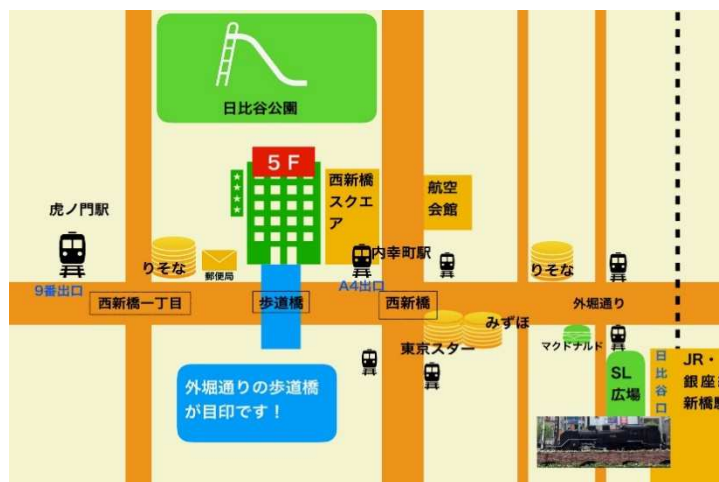 日比谷公園
5F
西新橋
スクエ
ア
航空
会館
虎ノ門駅
内幸町駅
りそな
郵便局
りそな
9番出口
A4出口
西新橋一丁目
歩道橋
西新橋
外堀通り
みずほ
東京スター
マクドナルド
外堀通りの歩道橋
が目印です！
SL
広場
日
比
谷
口
JR・
銀座
新橋